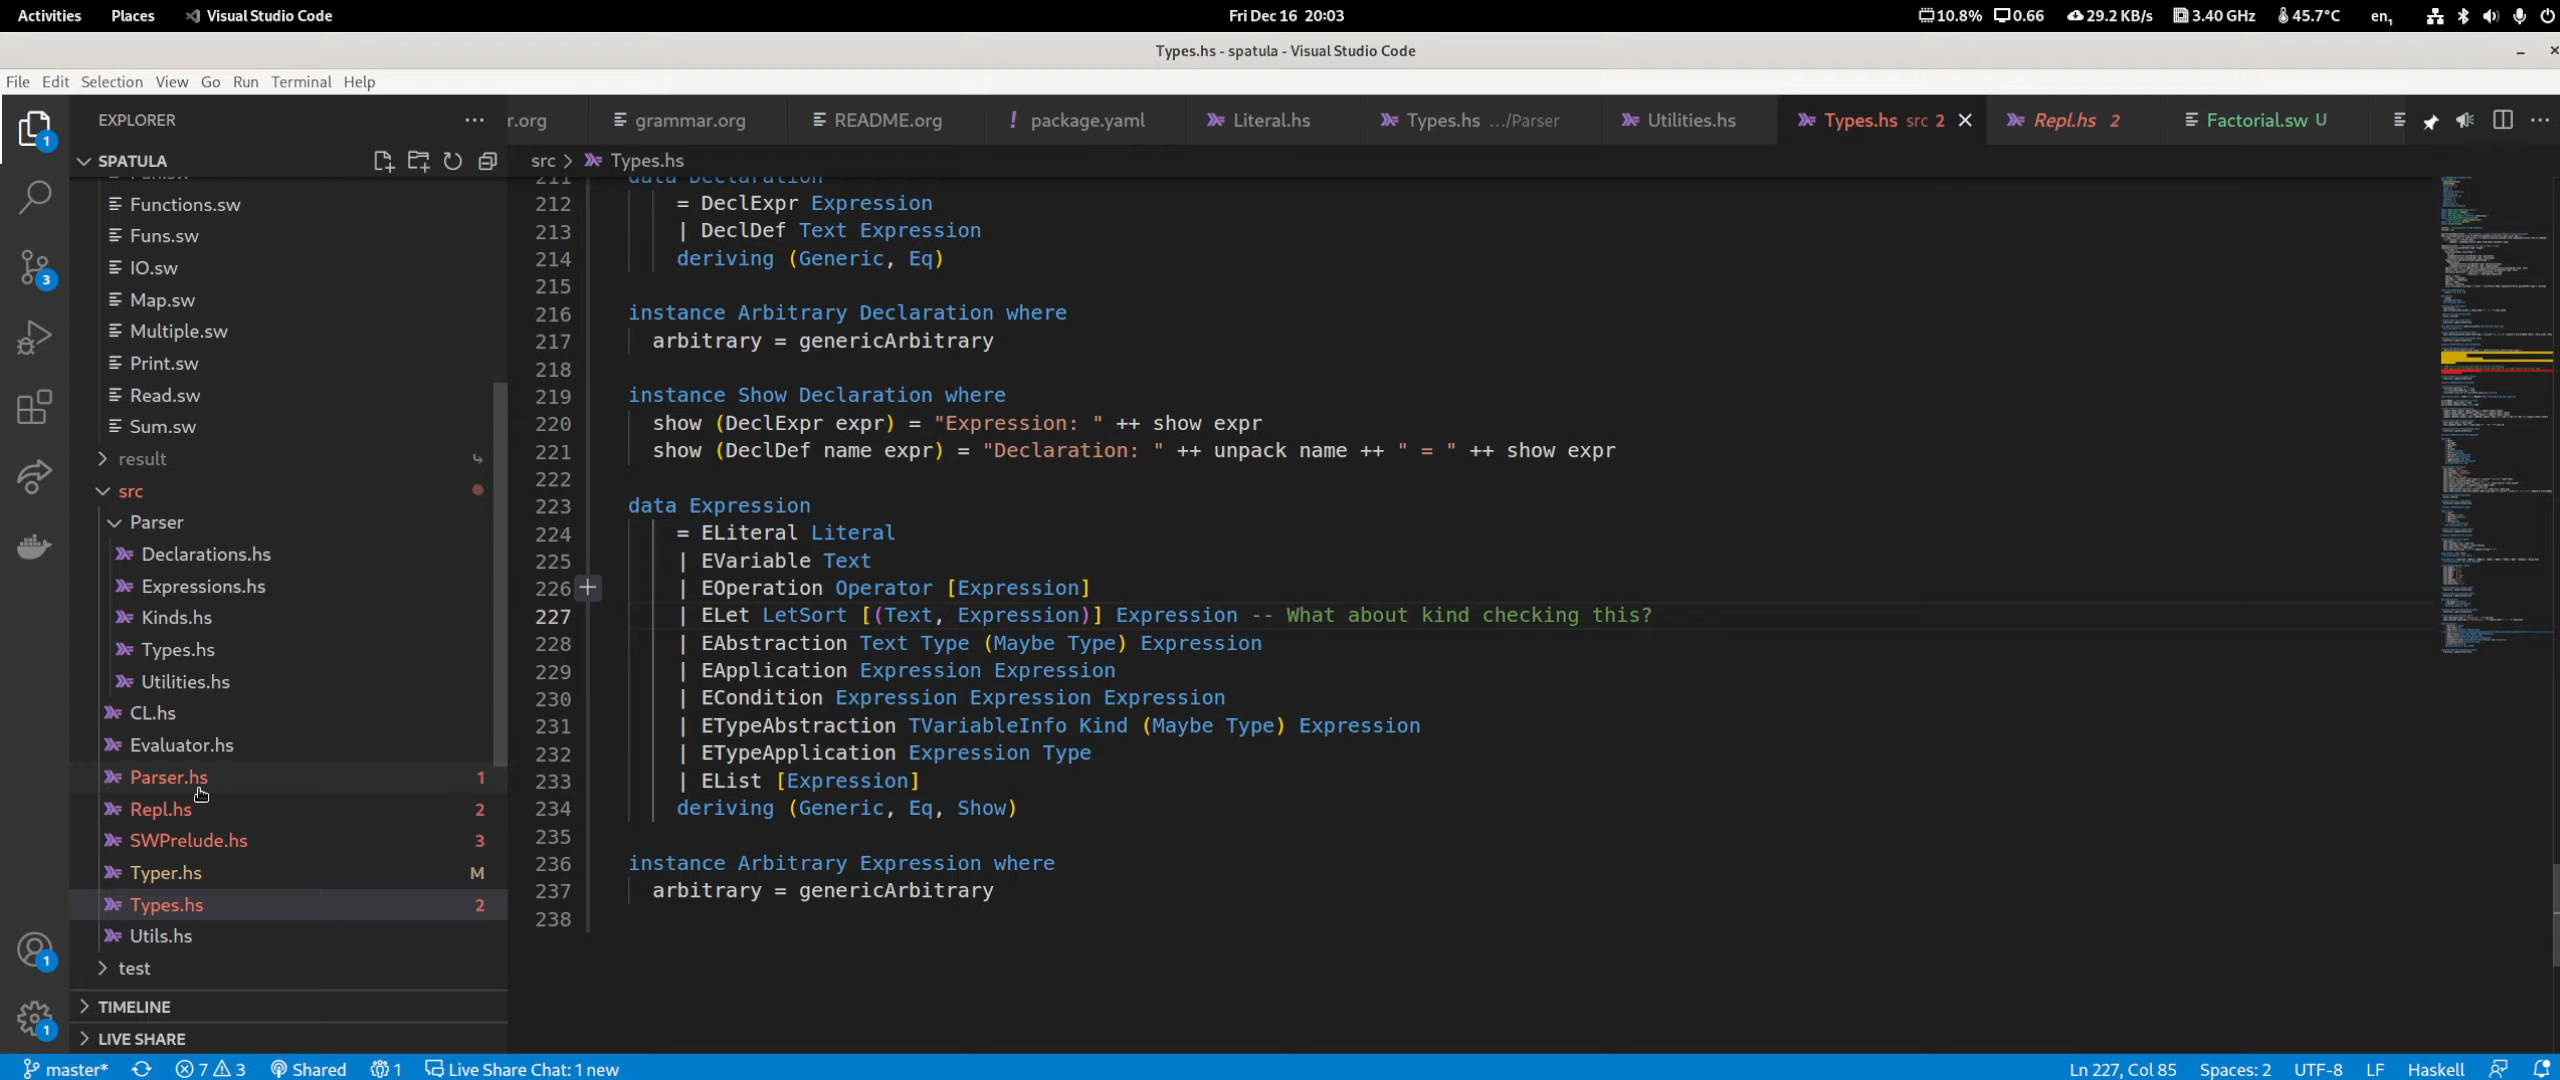 Activities Places Visual Studio Code Fri Dec 16 20:03 10.8% 0.66 29.2 KB/s 3.40 GHz 45.7°C en₁
Types.hs - spatula - Visual Studio Code
File Edit Selection View Go Run Terminal Help
EXPLORER
r.org grammar.org README.org ! package.yaml Literal.hs Types.hs .../Parser Utilities.hs Types.hs src 2 Repl.hs 2 Factorial.sw U
SPATULA
src > Types.hs
Functions.sw
Funs.sw
IO.sw
Map.sw
Multiple.sw
Print.sw
Read.sw
Sum.sw
result
src
Parser
Declarations.hs
Expressions.hs
Kinds.hs
Types.hs
Utilities.hs
CL.hs
Evaluator.hs
Parser.hs 1
Repl.hs 2
SWPrelude.hs 3
Typer.hs M
Types.hs 2
Utils.hs
test
TIMELINE
LIVE SHARE
1
3
1
1
211 data Declaration
212 = DeclExpr Expression
213 | DeclDef Text Expression
214 deriving (Generic, Eq)
215
216 instance Arbitrary Declaration where
217 arbitrary = genericArbitrary
218
219 instance Show Declaration where
220 show (DeclExpr expr) = "Expression: " ++ show expr
221 show (DeclDef name expr) = "Declaration: " ++ unpack name ++ " = " ++ show expr
222
223 data Expression
224 = ELiteral Literal
225 | EVariable Text
226 | EOperation Operator [Expression]
227 | ELet LetSort [(Text, Expression)] Expression -- What about kind checking this?
228 | EAbstraction Text Type (Maybe Type) Expression
229 | EApplication Expression Expression
230 | ECondition Expression Expression Expression
231 | ETypeAbstraction TVariableInfo Kind (Maybe Type) Expression
232 | ETypeApplication Expression Type
233 | EList [Expression]
234 deriving (Generic, Eq, Show)
235
236 instance Arbitrary Expression where
237 arbitrary = genericArbitrary
238
master* 7 3 Shared 1 Live Share Chat: 1 new Ln 227, Col 85 Spaces: 2 UTF-8 LF Haskell